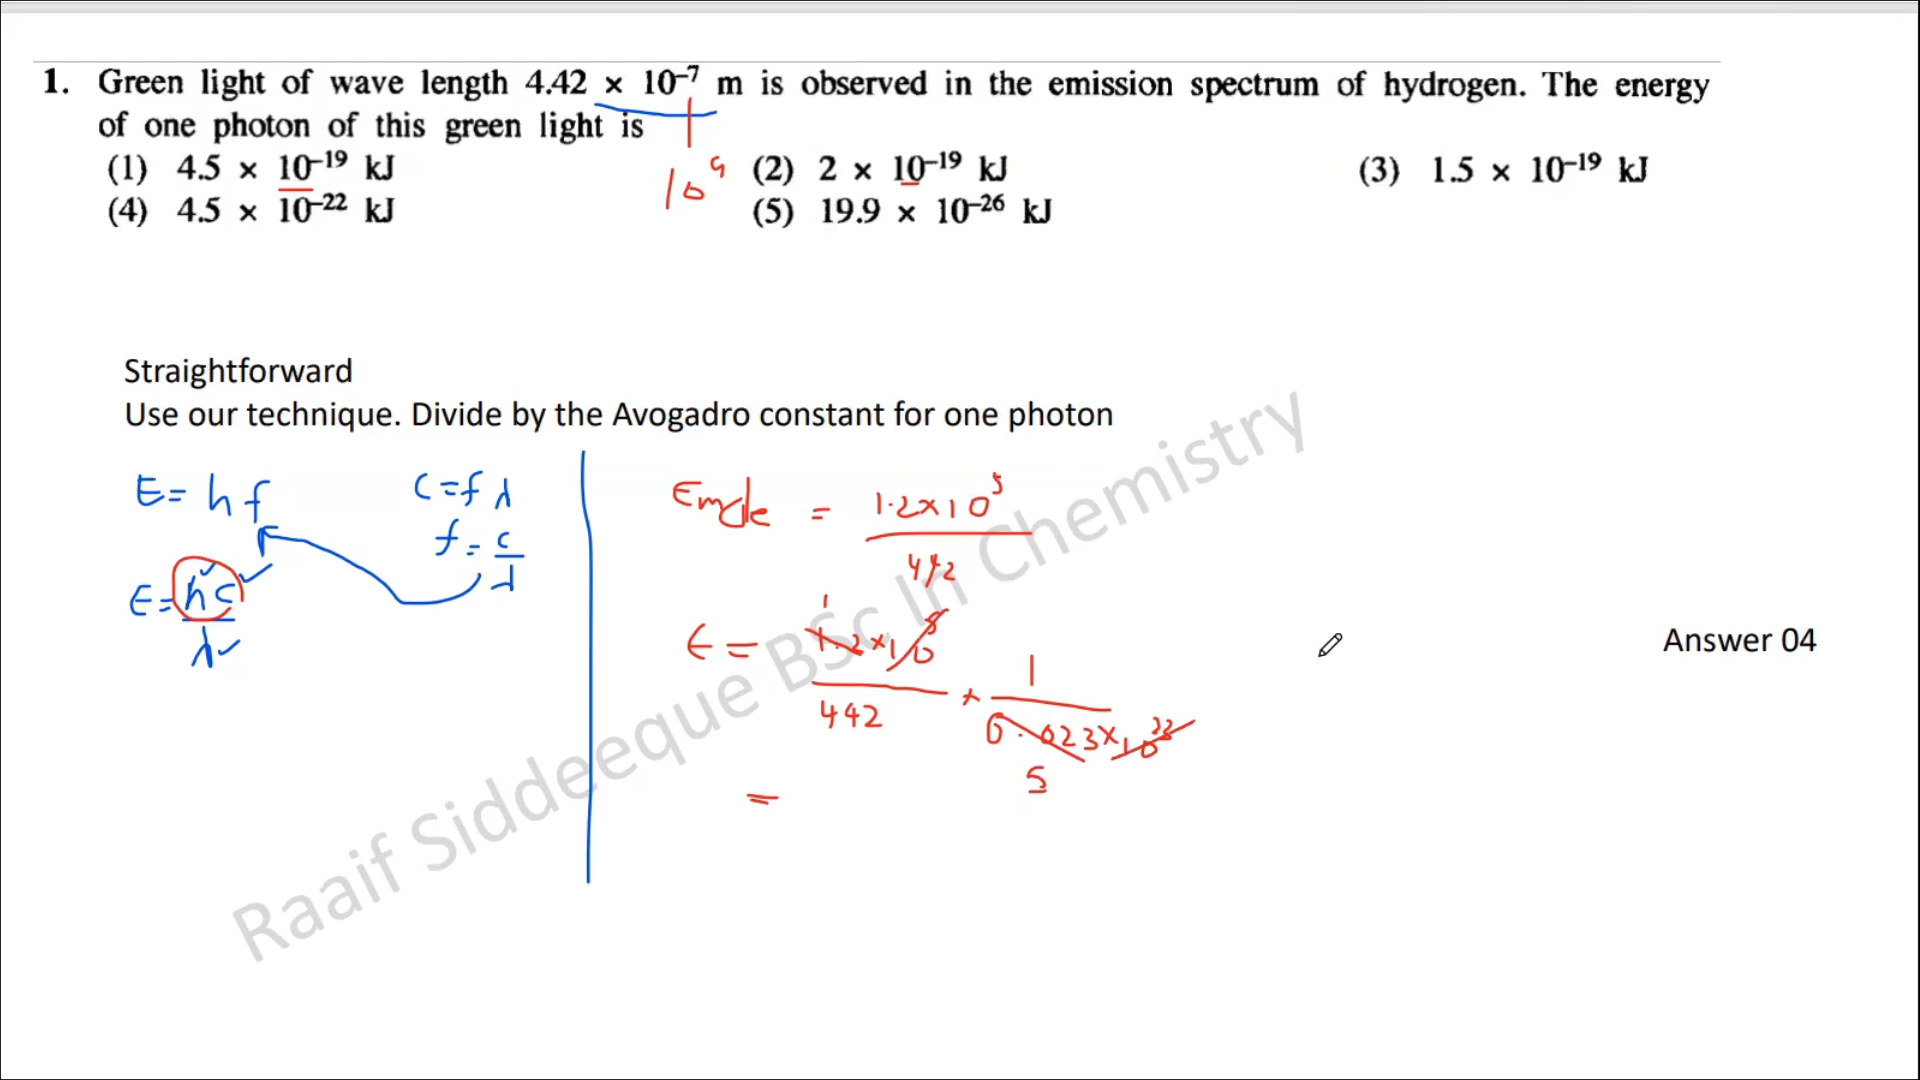 1. Green light of wave length 4.42 × 10⁻⁷ m is observed in the emission spectrum of hydrogen. The energy
of one photon of this green light is
10⁹
(1) 4.5 × 10⁻¹⁹ kJ (2) 2 × 10⁻¹⁹ kJ (3) 1.5 × 10⁻¹⁹ kJ
(4) 4.5 × 10⁻²² kJ (5) 19.9 × 10⁻²⁶ kJ
Straightforward
Use our technique. Divide by the Avogadro constant for one photon
E = hf
c = fλ
f = c/λ
E = hc/λ
Emole = 1.2×10⁵
442
1
E = 1.2×10⁵
442
× 1
6.023×10²³
5
=
Answer 04
Raaif Siddeeque BSc In Chemistry